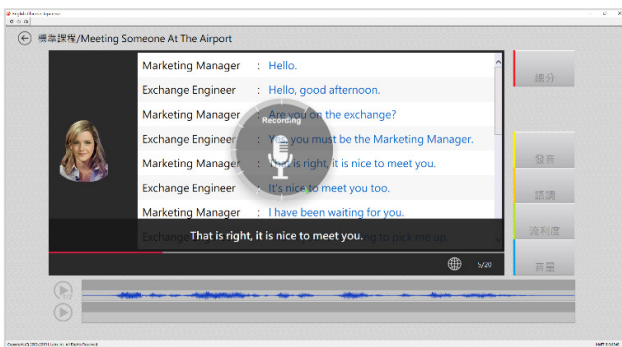 標準課程/Meeting Someone At The Airport
Marketing Manager : Hello.
Exchange Engineer : Hello, good afternoon.
Marketing Manager : Are you on the exchange?
Recording
Exchange Engineer : Yes, you must be the Marketing Manager.
Marketing Manager : That is right, it is nice to meet you.
Exchange Engineer : It's nice to meet you too.
Marketing Manager : I have been waiting for you.
That is right, it is nice to meet you.
5/20
總分
發音
語調
流利度
音量